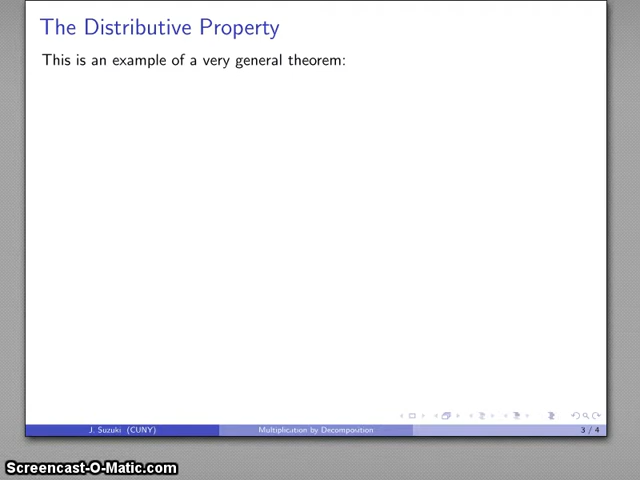 The Distributive Property
This is an example of a very general theorem:
J. Suzuki (CUNY)
Multiplication by Decomposition
3 / 4
Screencast-O-Matic.com